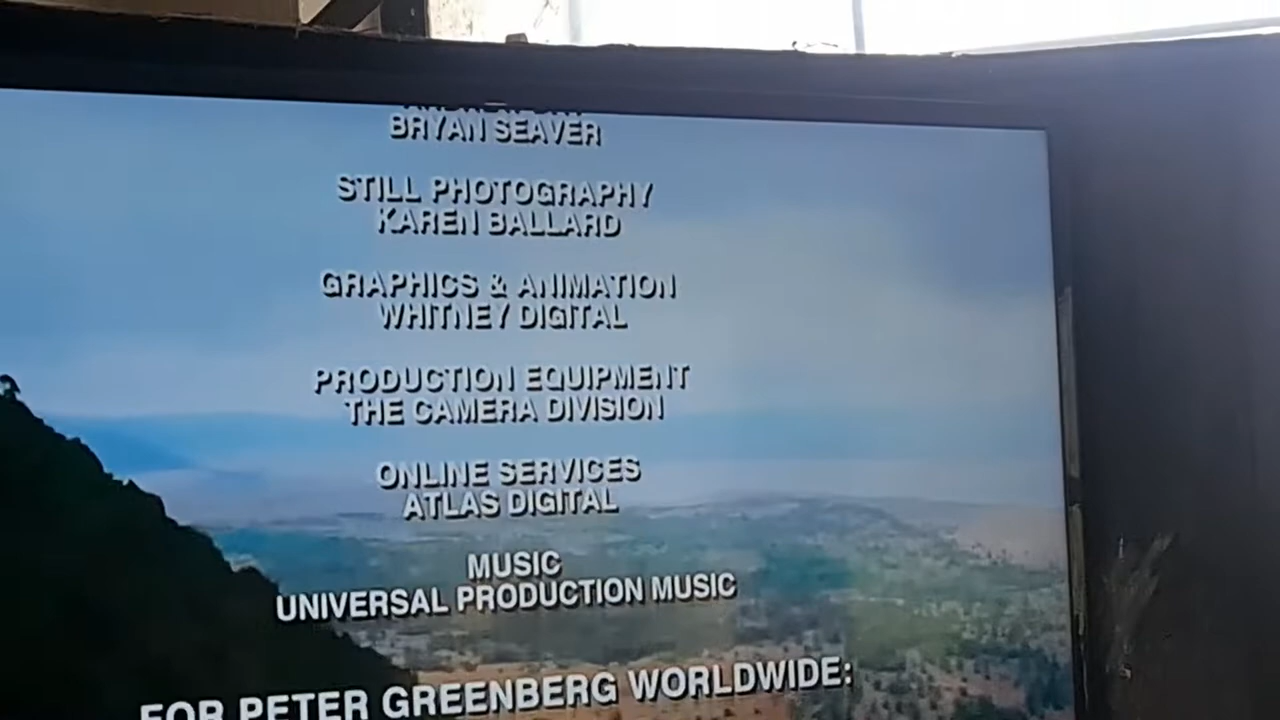 BRYAN SEAVER
STILL PHOTOGRAPHY
KAREN BALLARD
GRAPHICS & ANIMATION
WHITNEY DIGITAL
PRODUCTION EQUIPMENT
THE CAMERA DIVISION
ONLINE SERVICES
ATLAS DIGITAL
MUSIC
UNIVERSAL PRODUCTION MUSIC
FOR PETER GREENBERG WORLDWIDE: